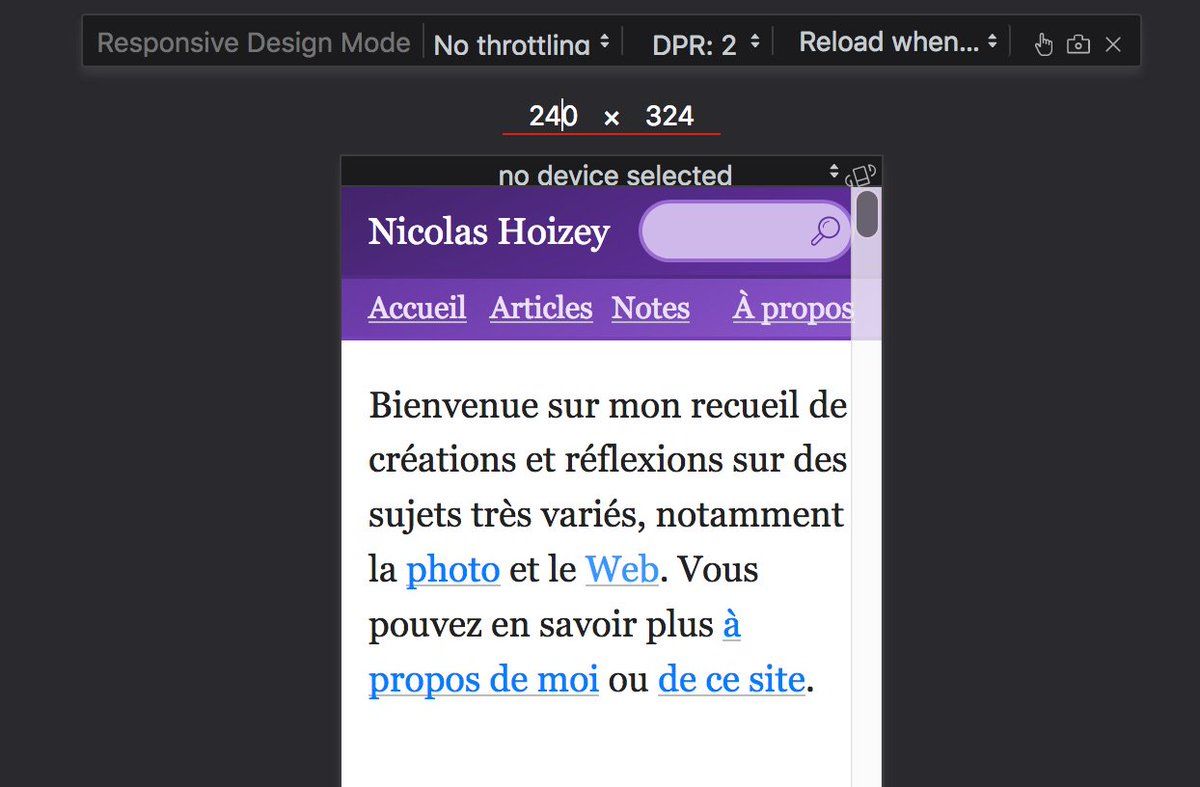 Responsive Design Mode No throttling DPR: 2 Reload when...
240 × 324
no device selected
Nicolas Hoizey
Accueil Articles Notes À propos
Bienvenue sur mon recueil de
créations et réflexions sur des
sujets très variés, notamment
la photo et le Web. Vous
pouvez en savoir plus à
propos de moi ou de ce site.